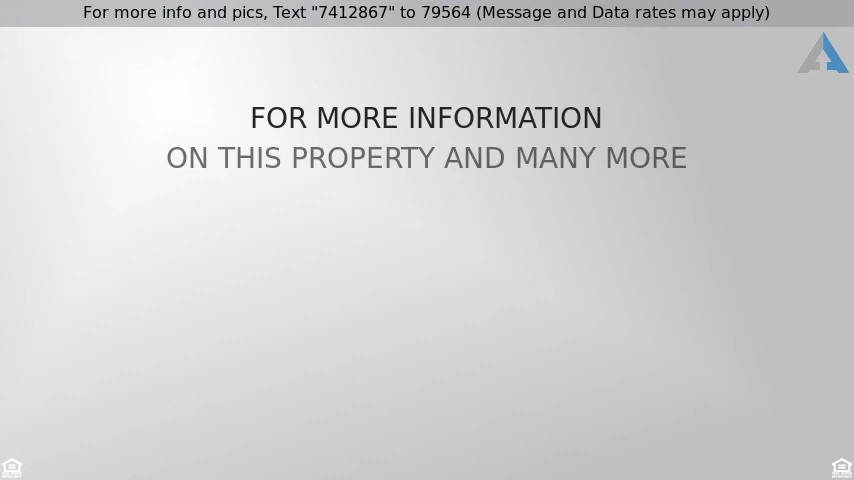 For more info and pics, Text "7412867" to 79564 (Message and Data rates may apply)
FOR MORE INFORMATION
ON THIS PROPERTY AND MANY MORE